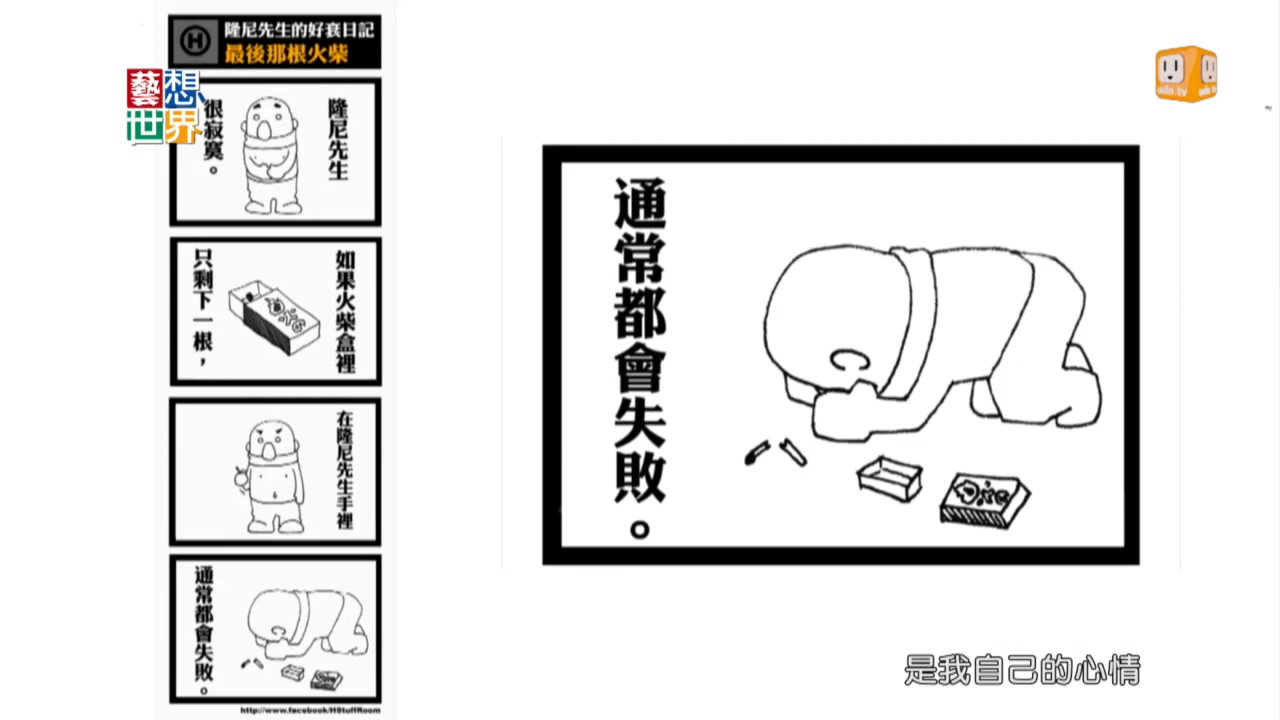 隆尼先生的好衰日記
最後那根火柴
藝想
世界
隆尼先生
很寂寞。
如果火柴盒裡
只剩下一根，
在隆尼先生手裡
通常都會失敗。
http://www.facebook/HStuffRoom
通常都會失敗。
udn tv
是我自己的心情